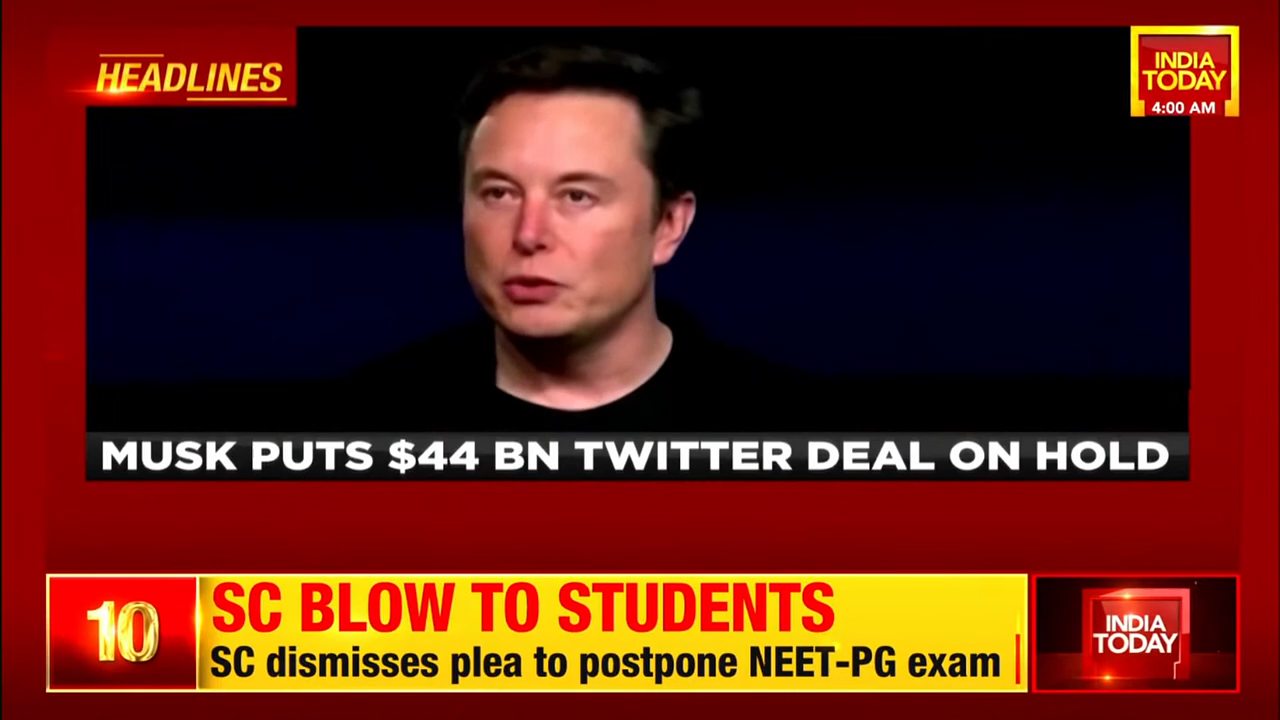 HEADLINES
INDIA
TODAY
4:00 AM
MUSK PUTS $44 BN TWITTER DEAL ON HOLD
10
SC BLOW TO STUDENTS
SC dismisses plea to postpone NEET-PG exam
INDIA
TODAY